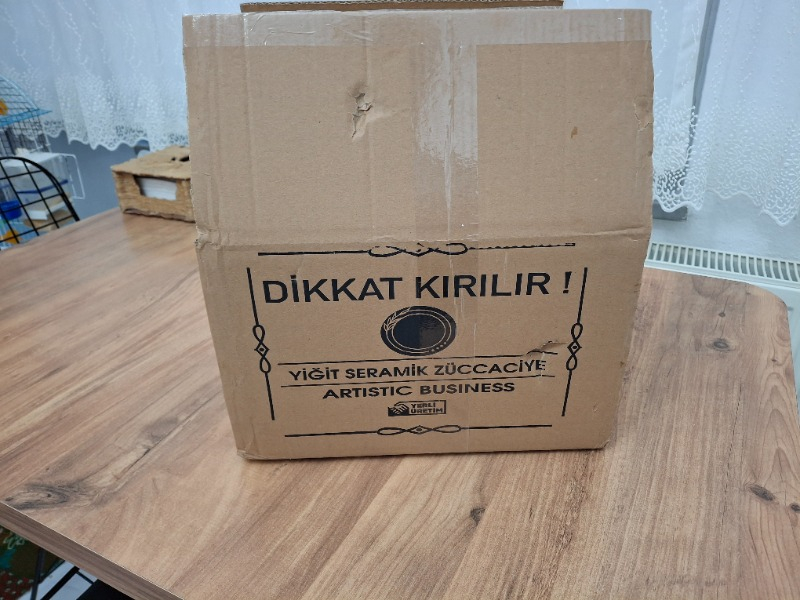 DİKKAT KIRILIR !
YİĞİT SERAMİK ZÜCCACİYE
ARTISTIC BUSINESS
YERLİ
ÜRETİM